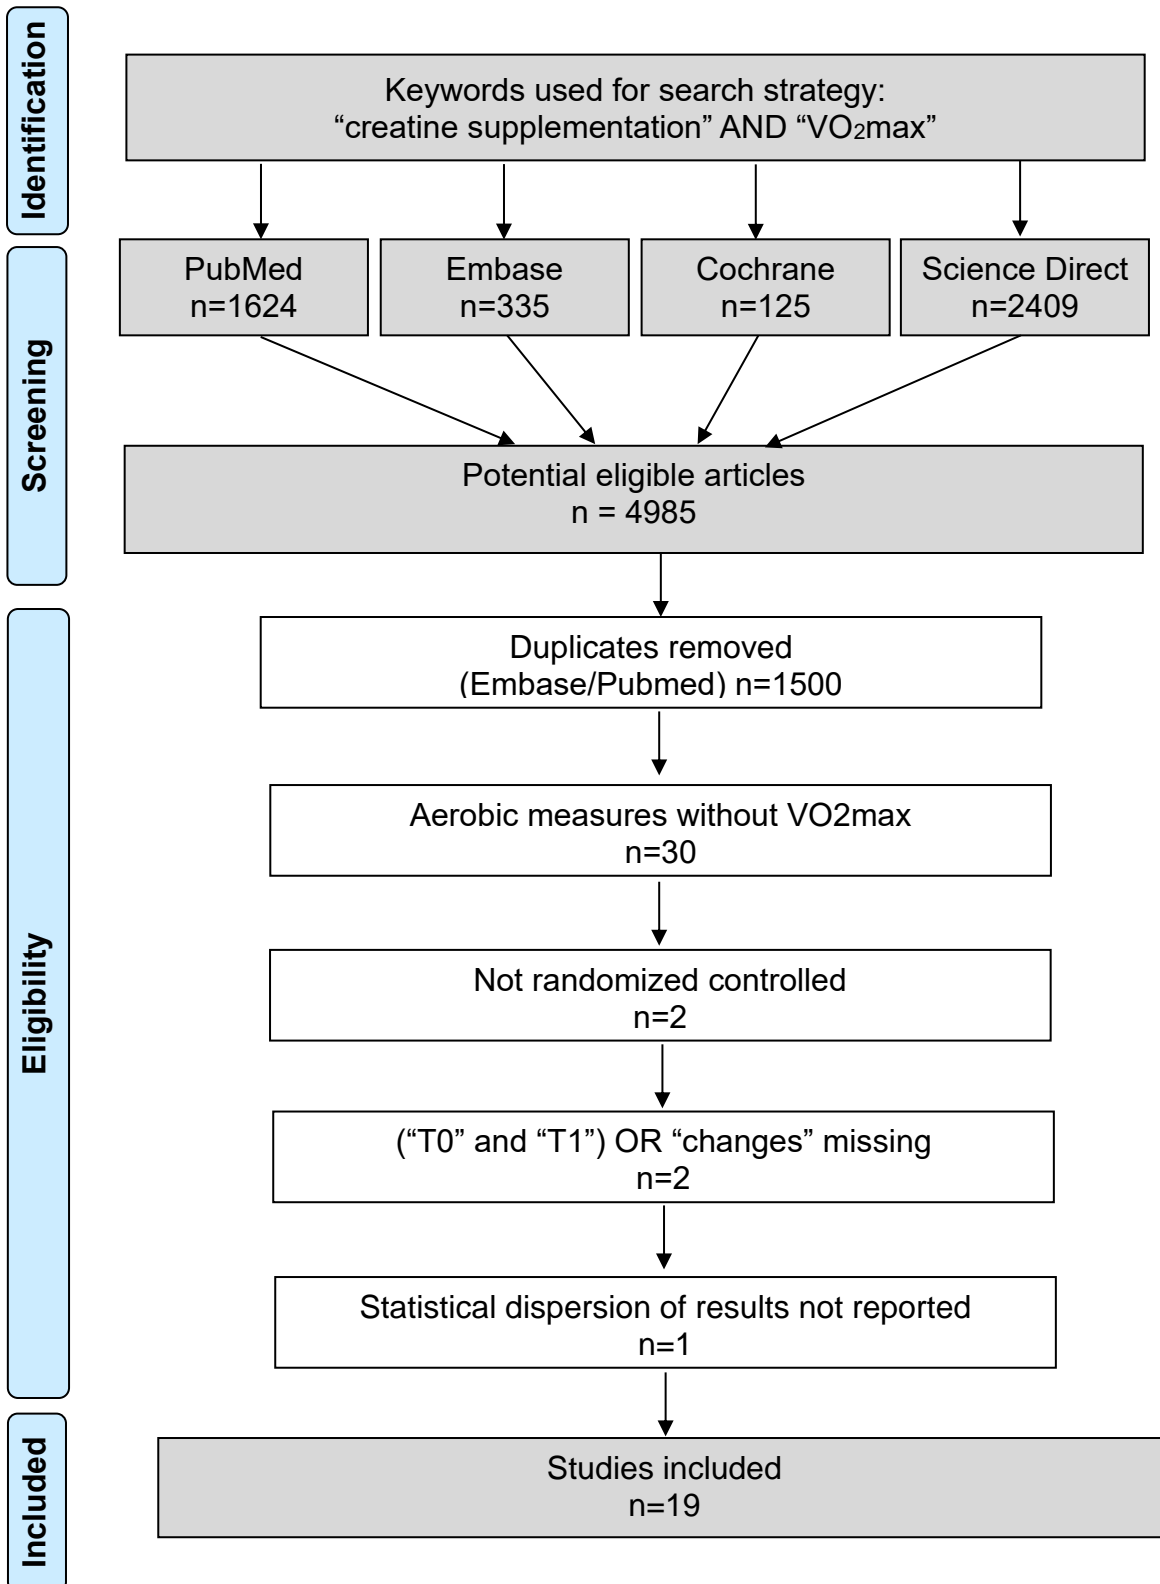 Identification
Keywords used for search strategy:
“creatine supplementation” AND “VO₂max”
Screening
PubMed
n=1624
Embase
n=335
Cochrane
n=125
Science Direct
n=2409
Potential eligible articles
n = 4985
Eligibility
Duplicates removed
(Embase/Pubmed) n=1500
Aerobic measures without VO2max
n=30
Not randomized controlled
n=2
(“T0” and “T1”) OR “changes” missing
n=2
Statistical dispersion of results not reported
n=1
Included
Studies included
n=19